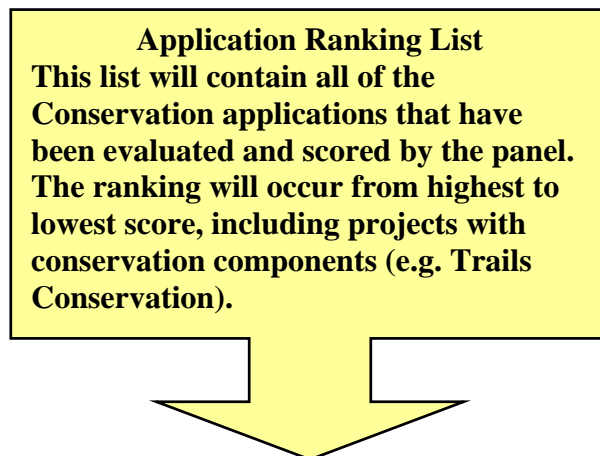 Application Ranking List
This list will contain all of the
Conservation applications that have
been evaluated and scored by the panel.
The ranking will occur from highest to
lowest score, including projects with
conservation components (e.g. Trails
Conservation).